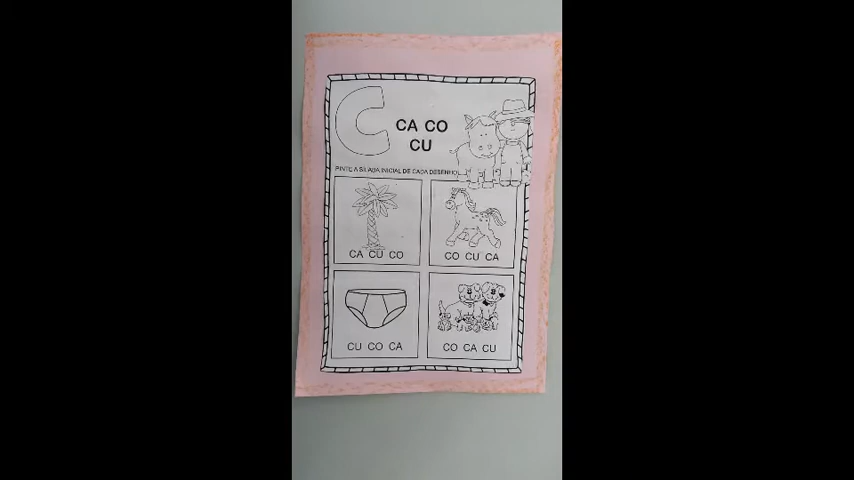 C
CA CO
CU
PINTE A SÍLABA INICIAL DE CADA DESENHO.
CA CU CO
CO CU CA
CU CO CA
CO CA CU